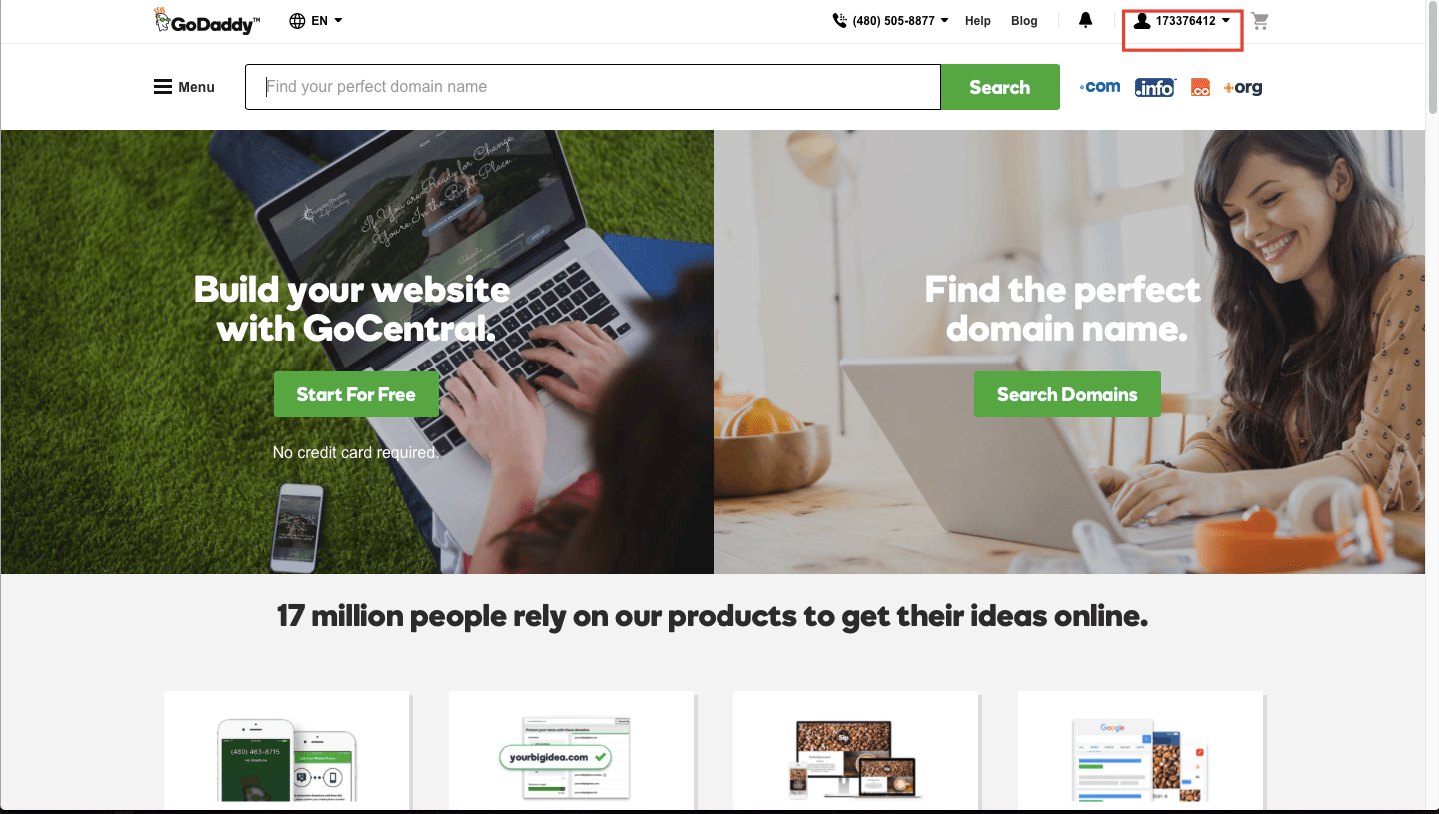 GoDaddy™
EN
(480) 505-8877
Help
Blog
173376412
Menu
Find your perfect domain name
Search
.com
.info
.co
org
If You are Ready for Change,
You're In the Right Place...
Build your website
with GoCentral.
Start For Free
No credit card required.
Find the perfect
domain name.
Search Domains
17 million people rely on our products to get their ideas online.
(480) 463-8715
yourbigidea.com
Sip
Google